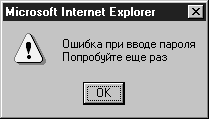 Microsoft Internet Explorer
Ошибка при вводе пароля
Попробуйте еще раз
OK